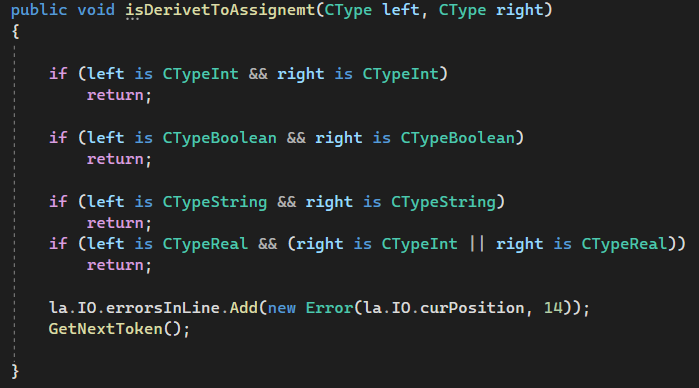 public void isDerivetToAssignemt(CType left, CType right)
{
if (left is CTypeInt && right is CTypeInt)
return;
if (left is CTypeBoolean && right is CTypeBoolean)
return;
if (left is CTypeString && right is CTypeString)
return;
if (left is CTypeReal && (right is CTypeInt || right is CTypeReal))
return;
la.IO.errorsInLine.Add(new Error(la.IO.curPosition, 14));
GetNextToken();
}